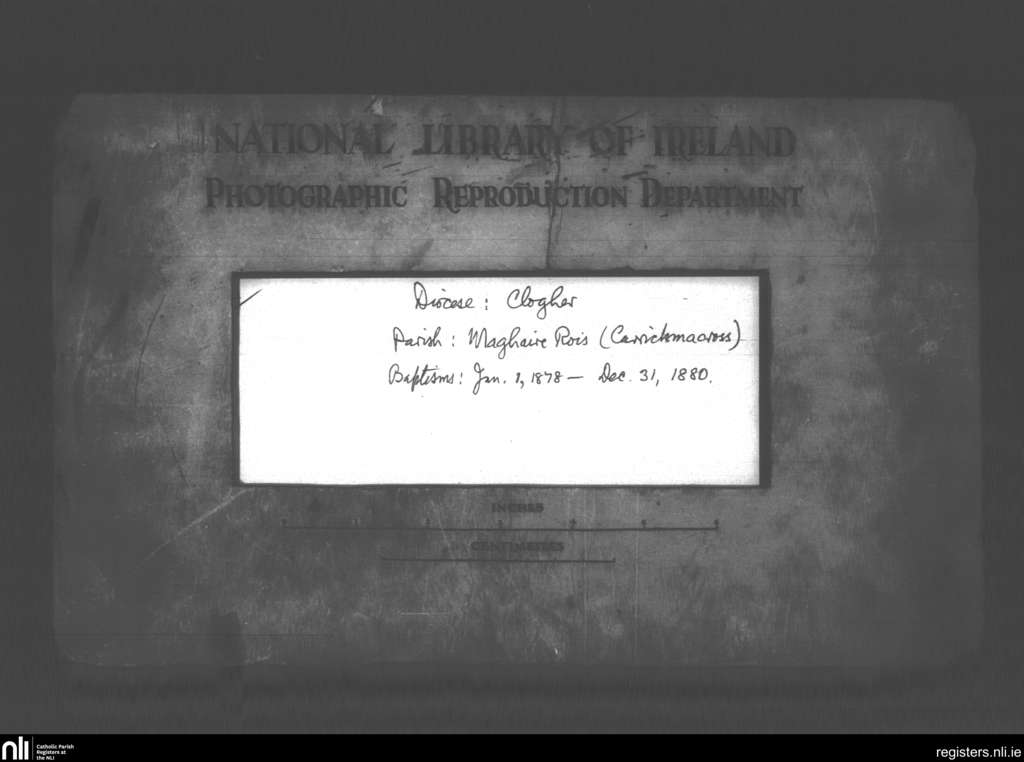 NATIONAL LIBRARY OF IRELAND
PHOTOGRAPHIC REPRODUCTION DEPARTMENT
Diocese: Clogher
Parish: Maghaire Rois (Carrickmacross)
Baptisms: Jan. 1, 1878 — Dec. 31, 1880.
INCHES
CENTIMETRES
nli
Catholic Parish
Registers at
the NLI
registers.nli.ie